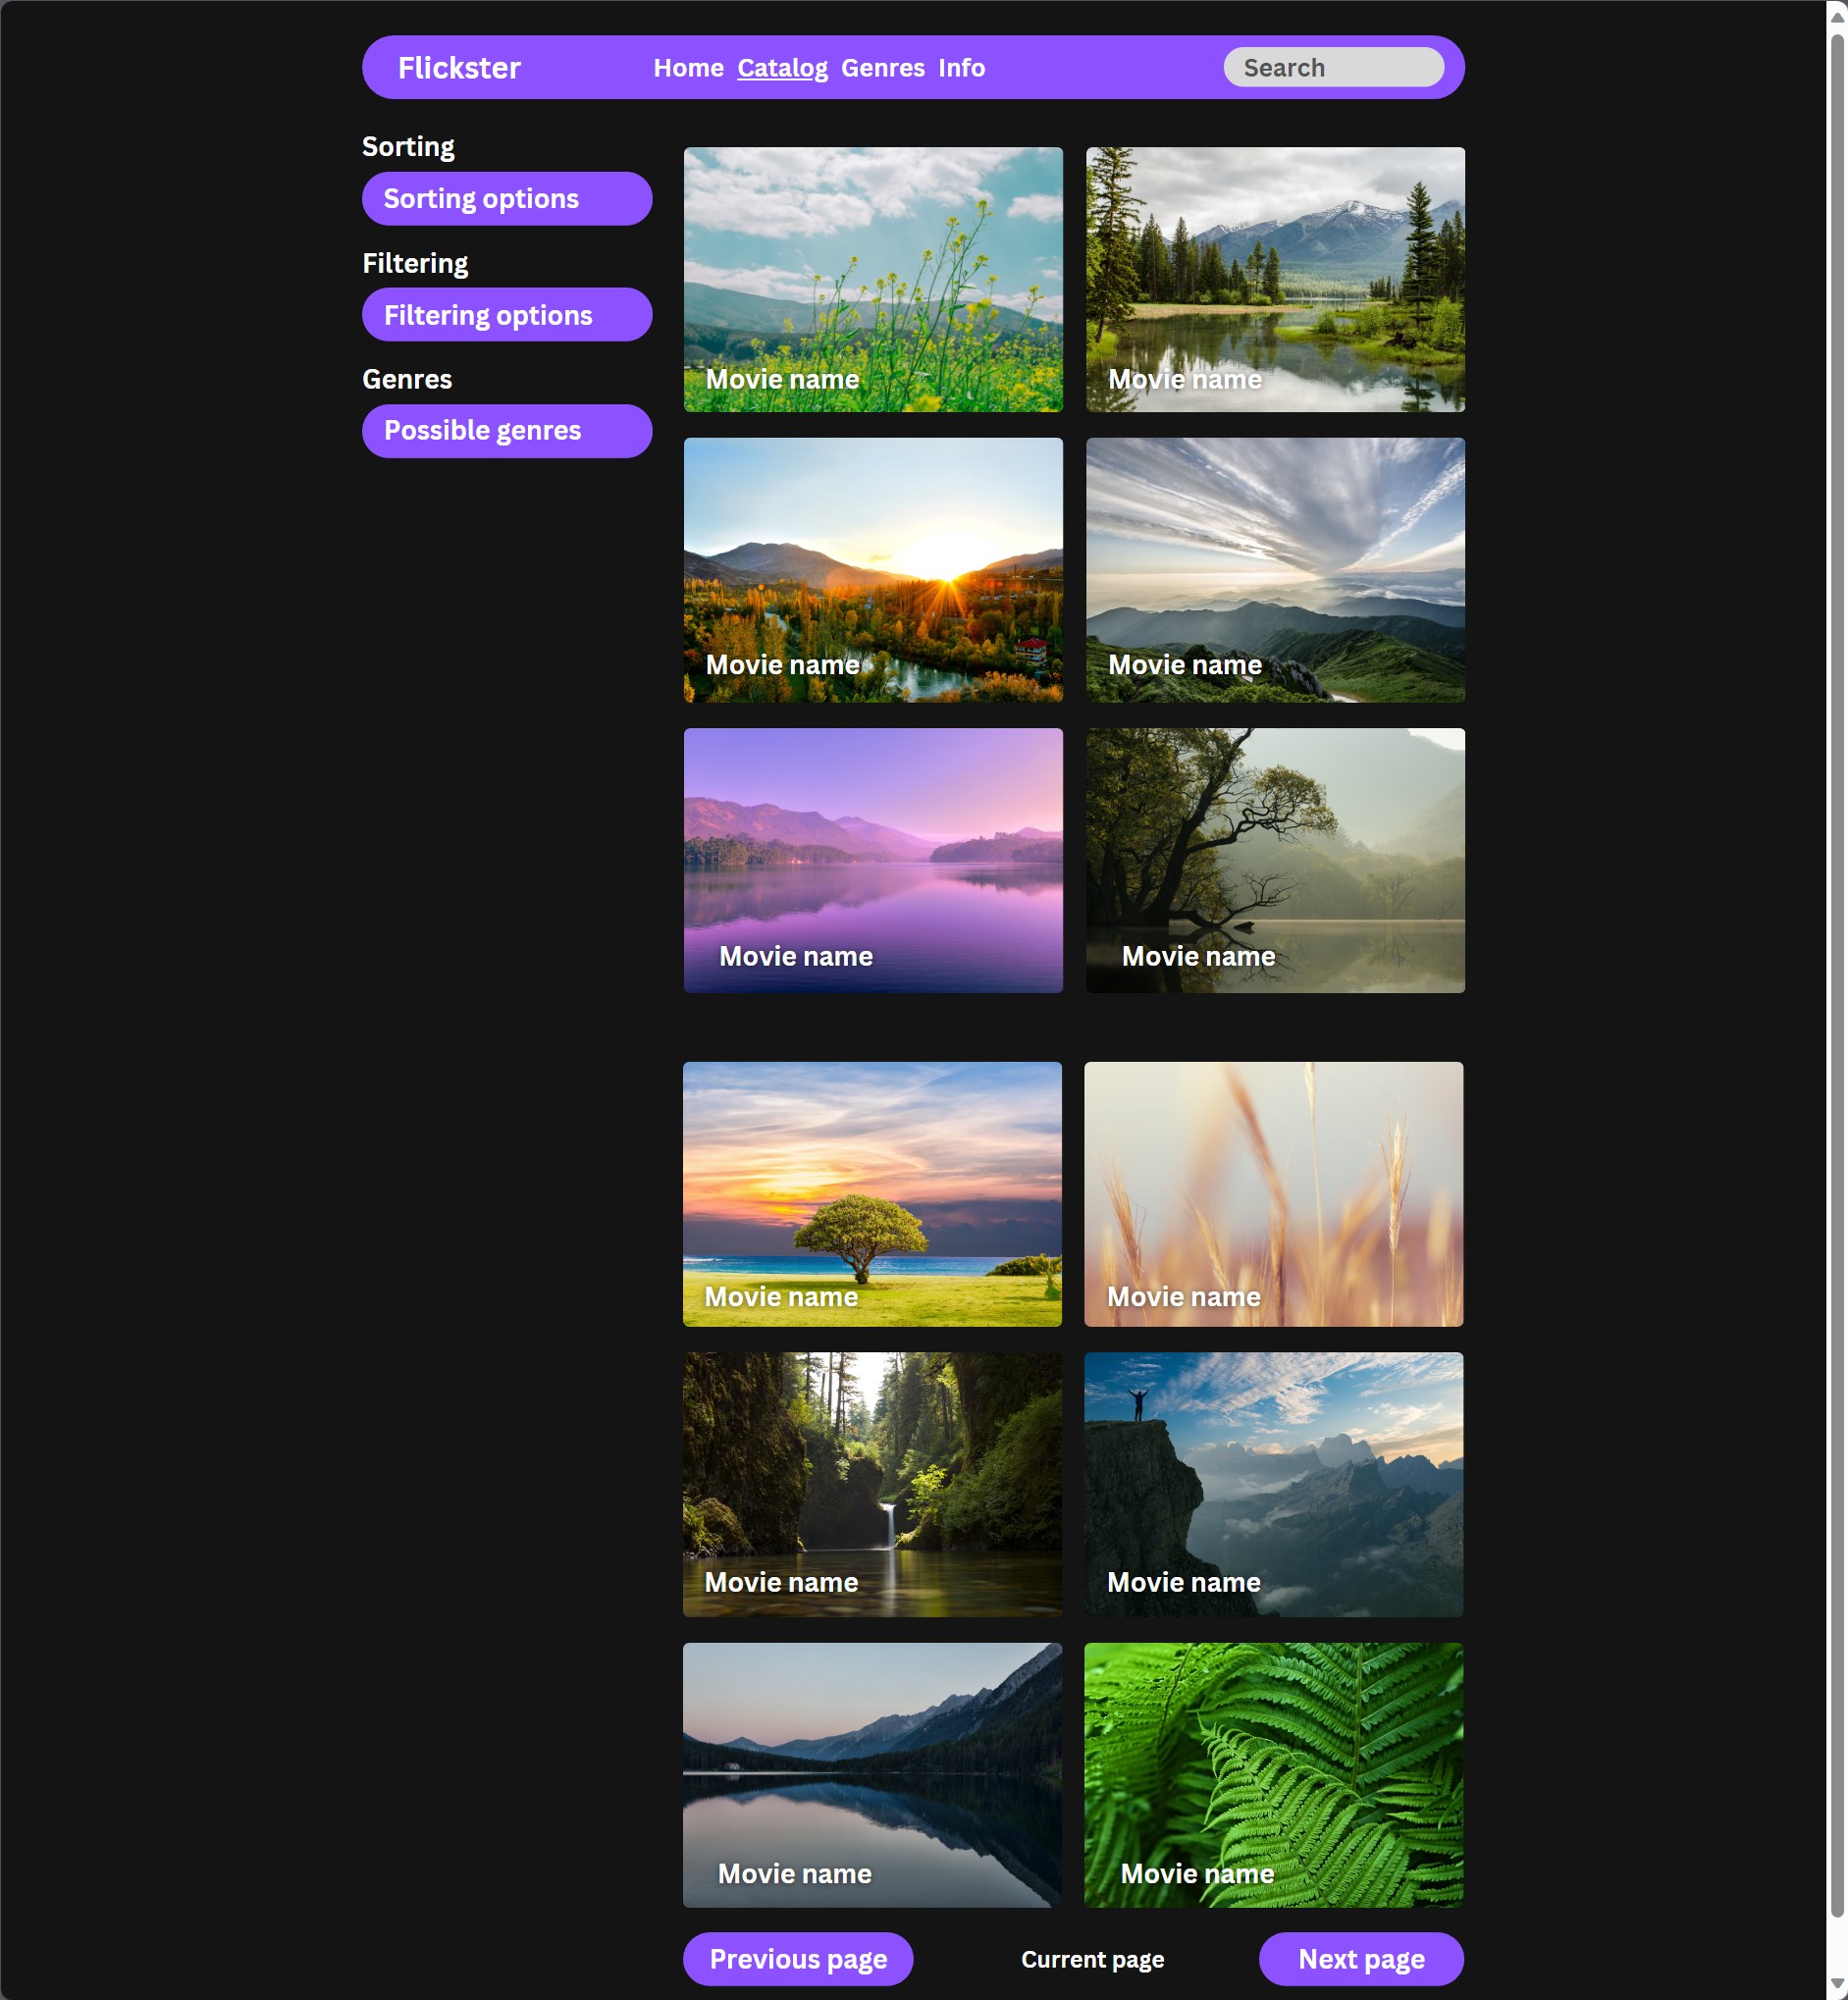 Flickster
Home Catalog Genres Info
Search
Sorting
Sorting options
Filtering
Filtering options
Genres
Possible genres
Movie name
Movie name
Movie name
Movie name
Movie name
Movie name
Movie name
Movie name
Movie name
Movie name
Movie name
Movie name
Previous page
Current page
Next page